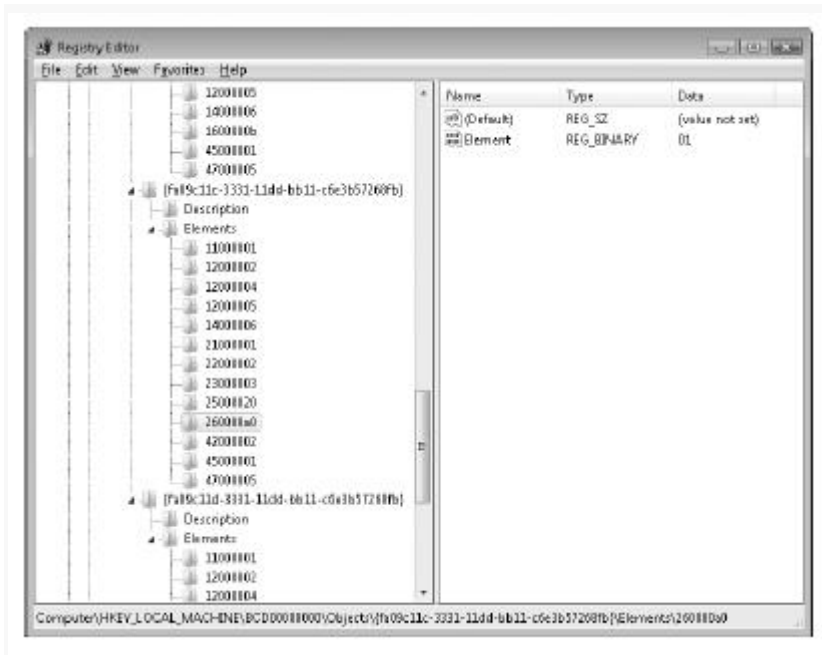 Registry Editor
File Edit View Favorites Help
12000005
14000006
1600000b
45000001
47000005
{fa09c11c-3331-11dd-bb11-c6e3b57268fb}
Description
Elements
11000001
12000002
12000004
12000005
14000006
21000001
22000002
23000003
25000020
260000a0
42000002
45000001
47000005
{fa09c11d-3331-11dd-bb11-c6e3b57268fb}
Description
Elements
11000001
12000002
12000004
Name Type Data
(Default) REG_SZ (value not set)
Element REG_BINARY 01
Computer\HKEY_LOCAL_MACHINE\BCD00000000\Objects\{fa09c11c-3331-11dd-bb11-c6e3b57268fb}\Elements\260000a0